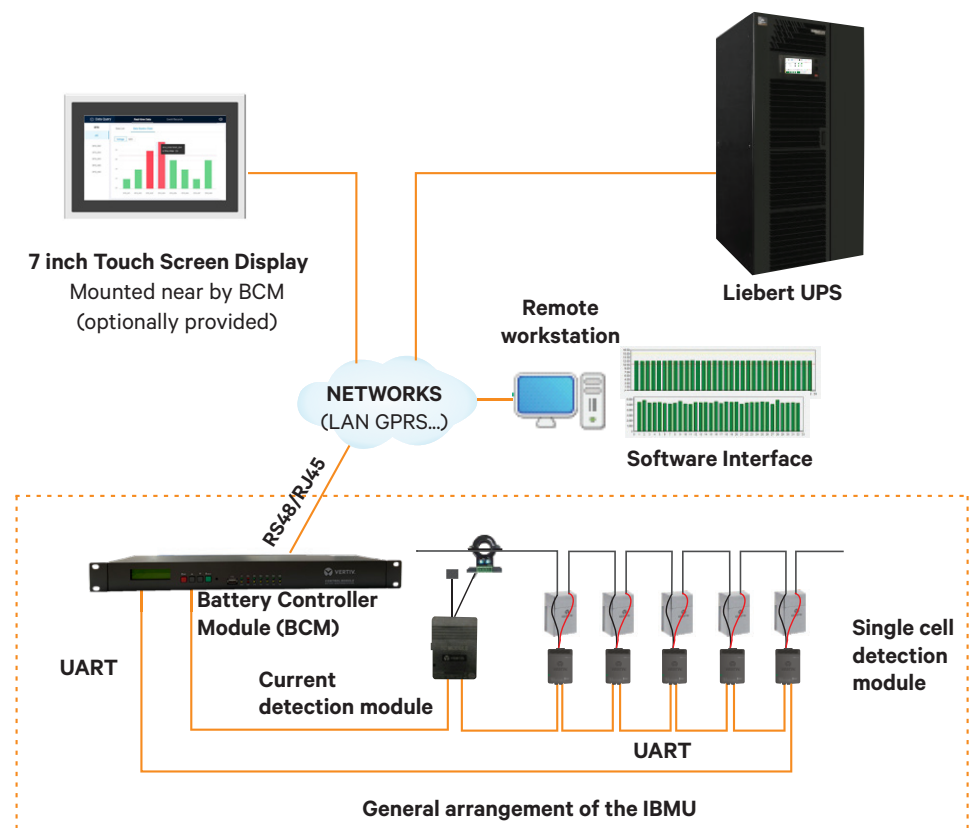 7 inch Touch Screen Display
Mounted near by BCM
(optionally provided)
Liebert UPS
Remote
workstation
NETWORKS
(LAN GPRS...)
Software Interface
RS48/RJ45
VERTIV
Battery Controller
Module (BCM)
UART
Current
detection module
Single cell
detection
module
UART
General arrangement of the IBMU